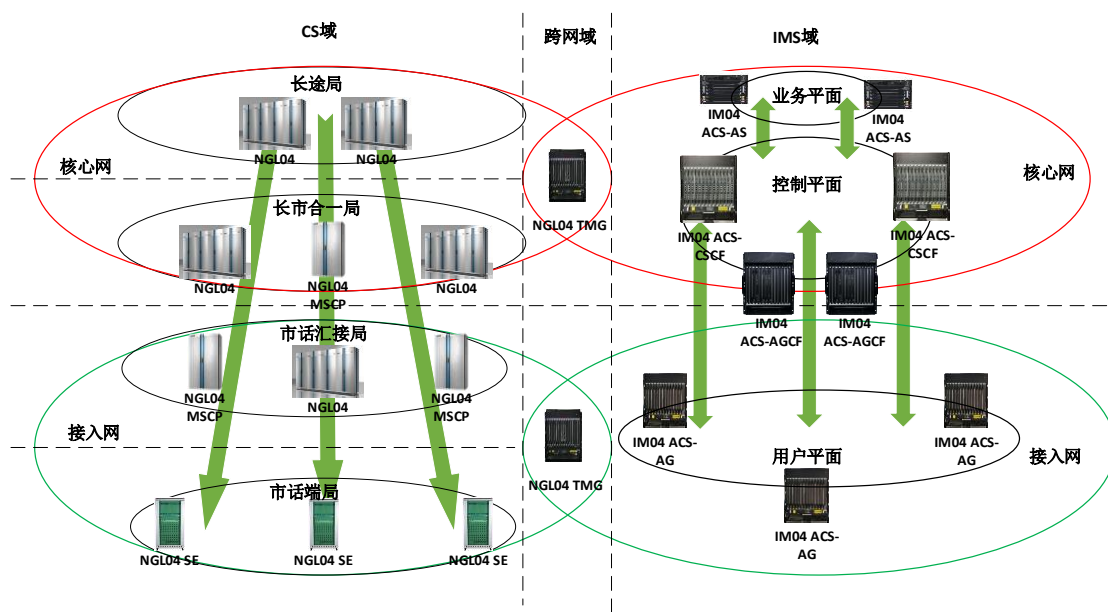 CS域
跨网域
IMS域
长途局
NGL04
NGL04
核心网
长市合一局
NGL04
NGL04
MSCP
NGL04
市话汇接局
NGL04
MSCP
NGL04
NGL04
MSCP
接入网
市话端局
NGL04 SE
NGL04 SE
NGL04 SE
NGL04 TMG
NGL04 TMG
业务平面
IM04
ACS-AS
IM04
ACS-AS
控制平面
核心网
IM04 ACS-
CSCF
IM04 ACS-
CSCF
IM04
ACS-AGCF
IM04
ACS-AGCF
IM04 ACS-
AG
IM04 ACS-
AG
用户平面
接入网
IM04 ACS-
AG